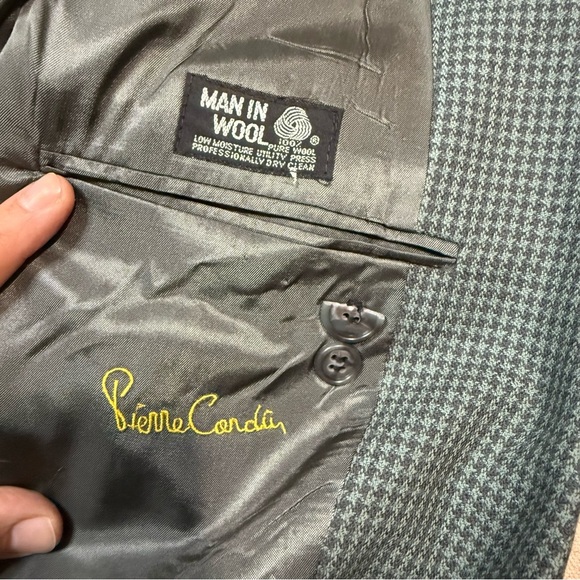 MAN IN
WOOL
100%
PURE WOOL
®
LOW MOISTURE UTILITY PRESS
PROFESSIONALLY DRY CLEAN
Pierre Cardin